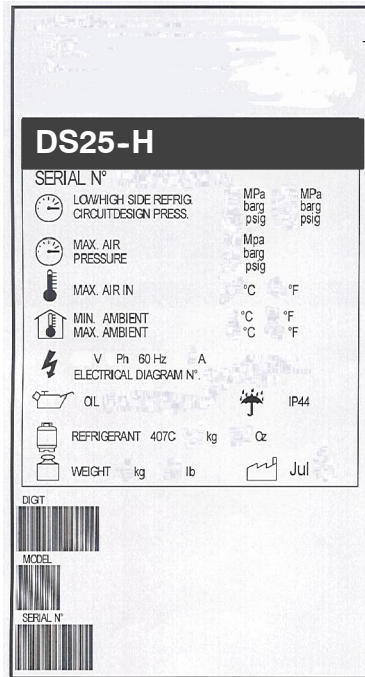 DS25-H
SERIAL N°
LOW/HIGH SIDE REFRIG. MPa MPa
CIRCUITDESIGN PRESS. barg barg
psig psig
MAX. AIR Mpa
PRESSURE barg
psig
MAX. AIR IN °C °F
MIN. AMBIENT °C °F
MAX. AMBIENT °C °F
V Ph 60 Hz A
ELECTRICAL DIAGRAM N°.
OIL IP44
REFRIGERANT 407C kg Oz
WEIGHT kg lb Jul
DIGIT
MODEL
SERIAL N°